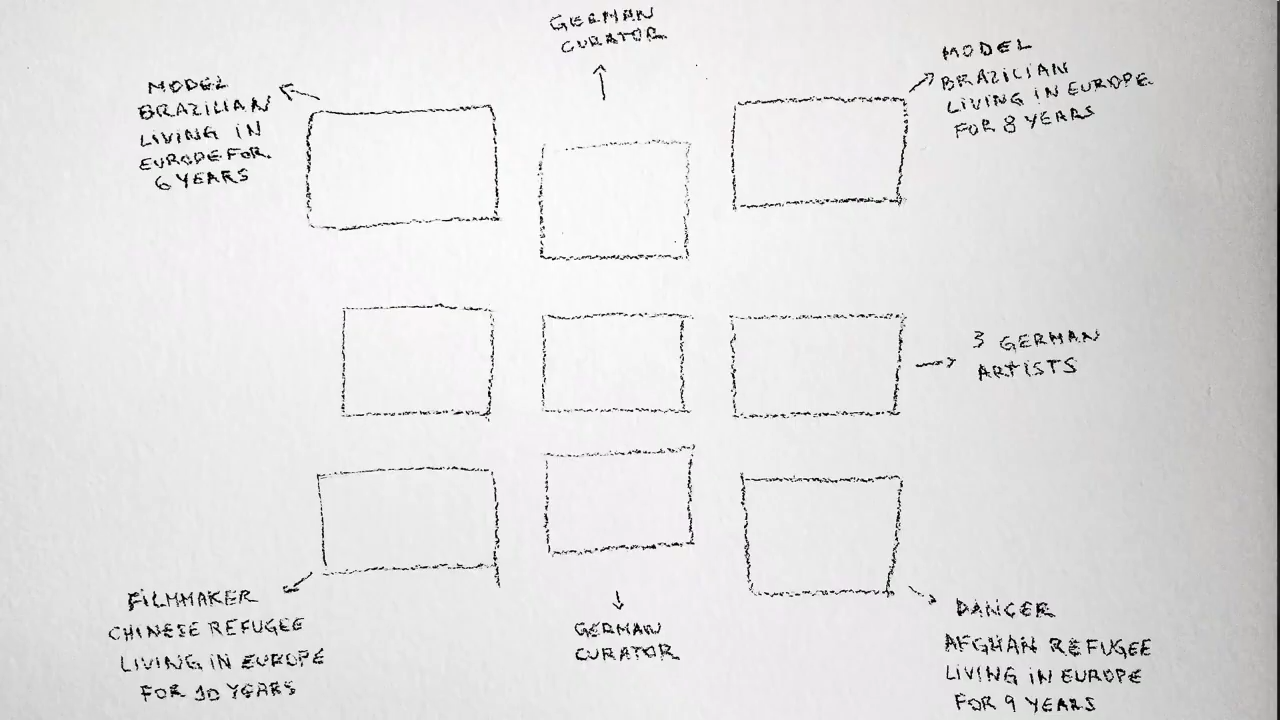 GERMAN
CURATOR
MODEL
BRAZILIAN
LIVING IN
EUROPE FOR
6 YEARS
MODEL
BRAZILIAN
LIVING IN EUROPE
FOR 8 YEARS
3 GERMAN
ARTISTS
FILMMAKER
CHINESE REFUGEE
LIVING IN EUROPE
FOR 10 YEARS
GERMAN
CURATOR
DANCER
AFGHAN REFUGEE
LIVING IN EUROPE
FOR 9 YEARS